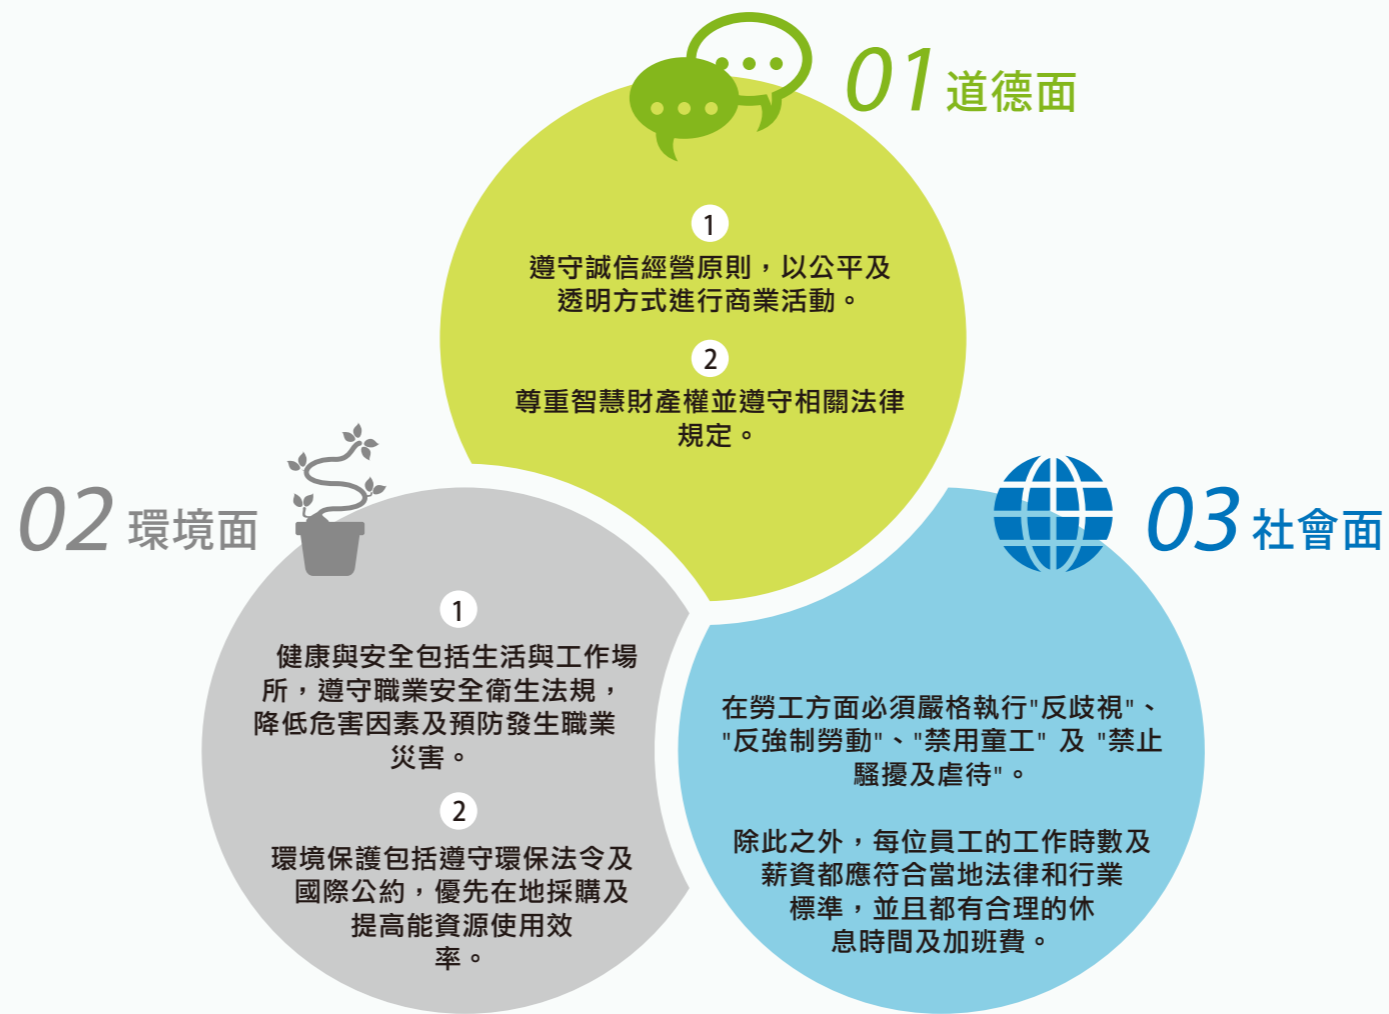 01 道德面
1
遵守誠信經營原則，以公平及
透明方式進行商業活動。
2
尊重智慧財產權並遵守相關法律
規定。
02 環境面
1
健康與安全包括生活與工作場
所，遵守職業安全衛生法規，
降低危害因素及預防發生職業
災害。
2
環境保護包括遵守環保法令及
國際公約，優先在地採購及
提高能資源使用效
率。
03 社會面
在勞工方面必須嚴格執行"反歧視"、
"反強制勞動"、"禁用童工" 及 "禁止
騷擾及虐待"。
除此之外，每位員工的工作時數及
薪資都應符合當地法律和行業
標準，並且都有合理的休
息時間及加班費。